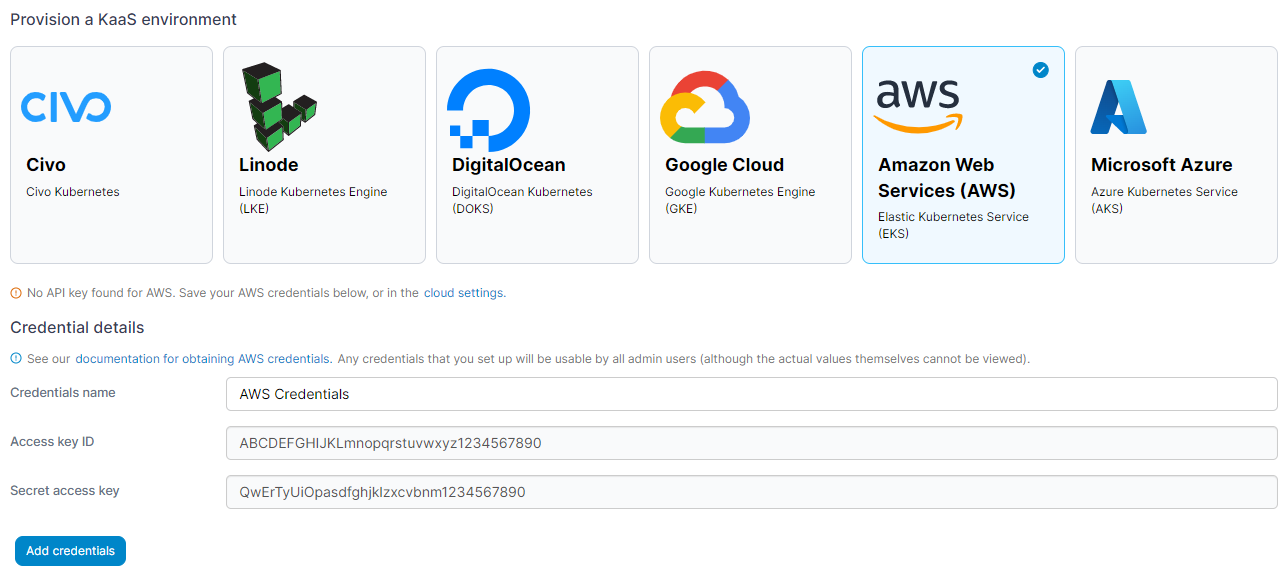 Provision a KaaS environment
CIVO
Civo
Civo Kubernetes
Linode
Linode Kubernetes Engine
(LKE)
DigitalOcean
DigitalOcean Kubernetes
(DOKS)
Google Cloud
Google Kubernetes Engine
(GKE)
aws
Amazon Web
Services (AWS)
Elastic Kubernetes Service
(EKS)
Microsoft Azure
Azure Kubernetes Service
(AKS)
No API key found for AWS. Save your AWS credentials below, or in the cloud settings.
Credential details
See our documentation for obtaining AWS credentials. Any credentials that you set up will be usable by all admin users (although the actual values themselves cannot be viewed).
Credentials name
AWS Credentials
Access key ID
ABCDEFGHIJKLmnopqrstuvwxyz1234567890
Secret access key
QwErTyUiOpasdfghjklzxcvbnm1234567890
Add credentials